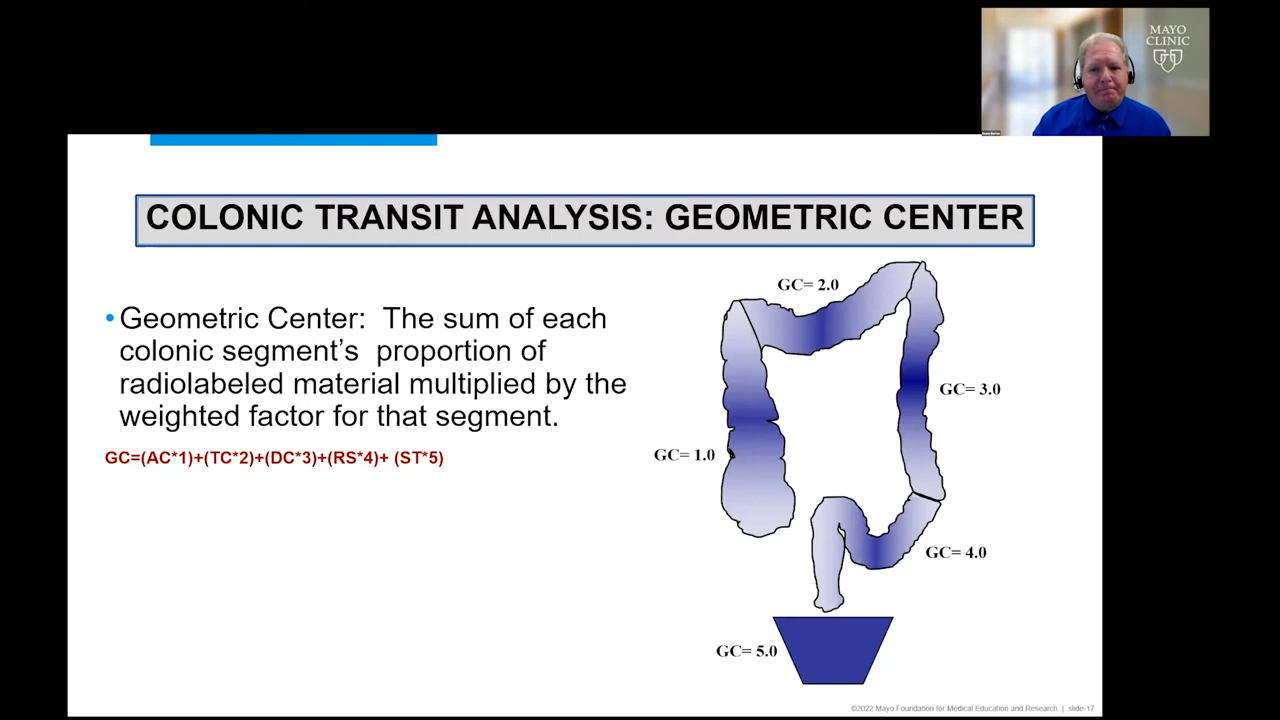 MAYO
CLINIC
COLONIC TRANSIT ANALYSIS: GEOMETRIC CENTER
•Geometric Center: The sum of each
colonic segment's proportion of
radiolabeled material multiplied by the
weighted factor for that segment.
GC=(AC*1)+(TC*2)+(DC*3)+(RS*4)+ (ST*5)
GC= 2.0
GC= 3.0
GC= 1.0
GC= 4.0
GC= 5.0
©2022 Mayo Foundation for Medical Education and Research | slide-17